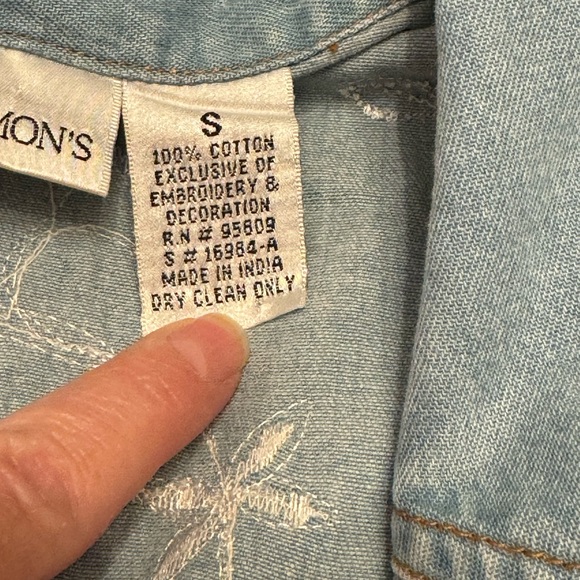 MON'S
S
100% COTTON
EXCLUSIVE OF
EMBROIDERY &
DECORATION
R.N # 95809
S # 16984-A
MADE IN INDIA
DRY CLEAN ONLY